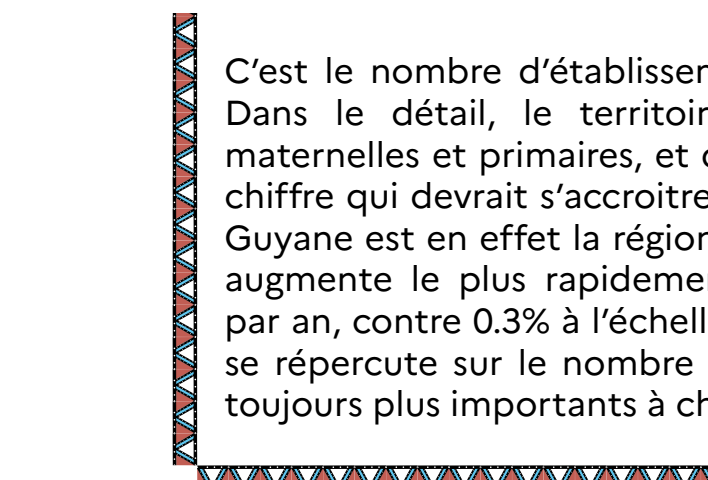 C’est le nombre d’établisser
Dans le détail, le territoir
maternelles et primaires, et
chiffre qui devrait s’accroitre
Guyane est en effet la région
augmente le plus rapidemer
par an, contre 0.3% à l’échell
se répercute sur le nombre
toujours plus importants à ch